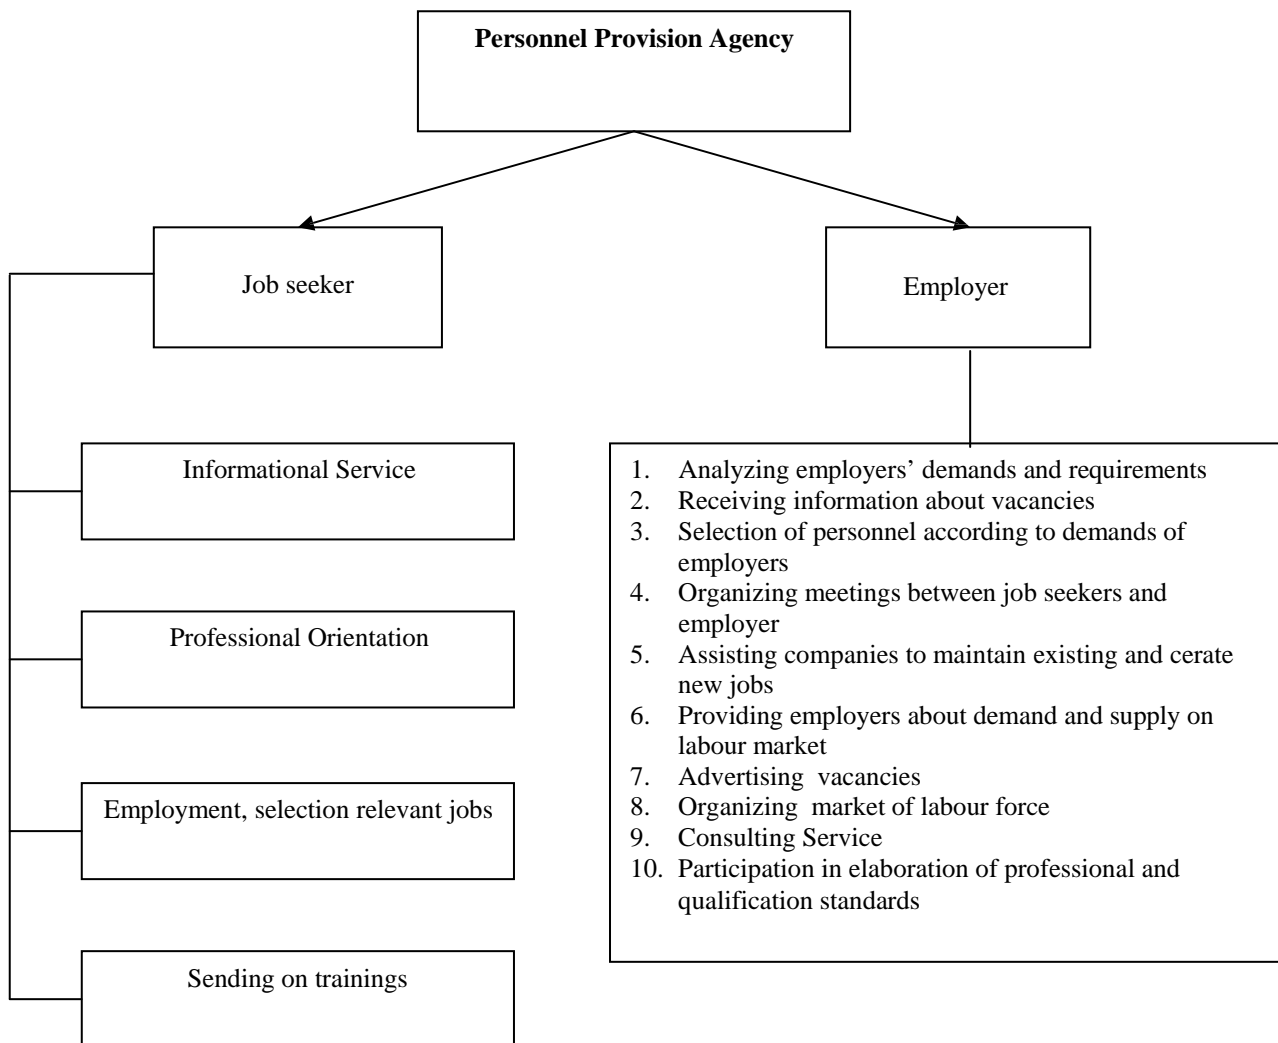 Personnel Provision Agency
Job seeker
Employer
Informational Service
Professional Orientation
Employment, selection relevant jobs
Sending on trainings
1. Analyzing employers’ demands and requirements
2. Receiving information about vacancies
3. Selection of personnel according to demands of
employers
4. Organizing meetings between job seekers and
employer
5. Assisting companies to maintain existing and cerate
new jobs
6. Providing employers about demand and supply on
labour market
7. Advertising vacancies
8. Organizing market of labour force
9. Consulting Service
10. Participation in elaboration of professional and
qualification standards